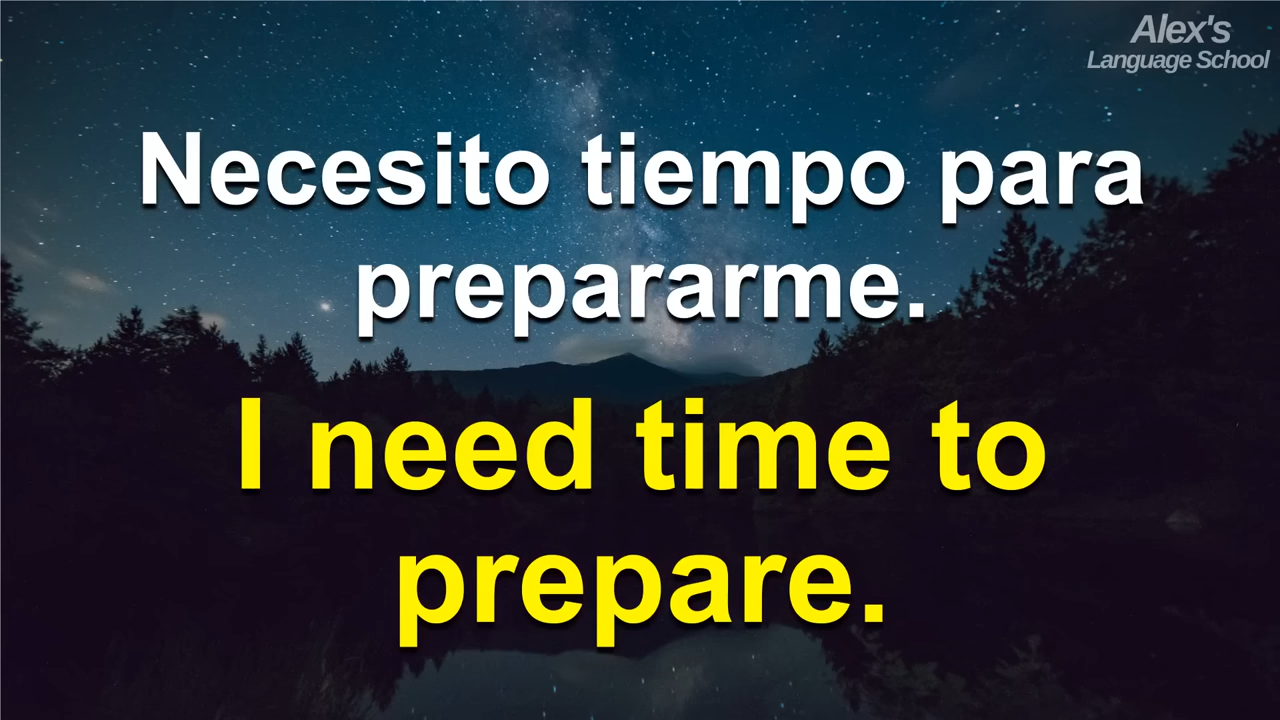 Alex's
Language School
Necesito tiempo para
prepararme.
I need time to
prepare.